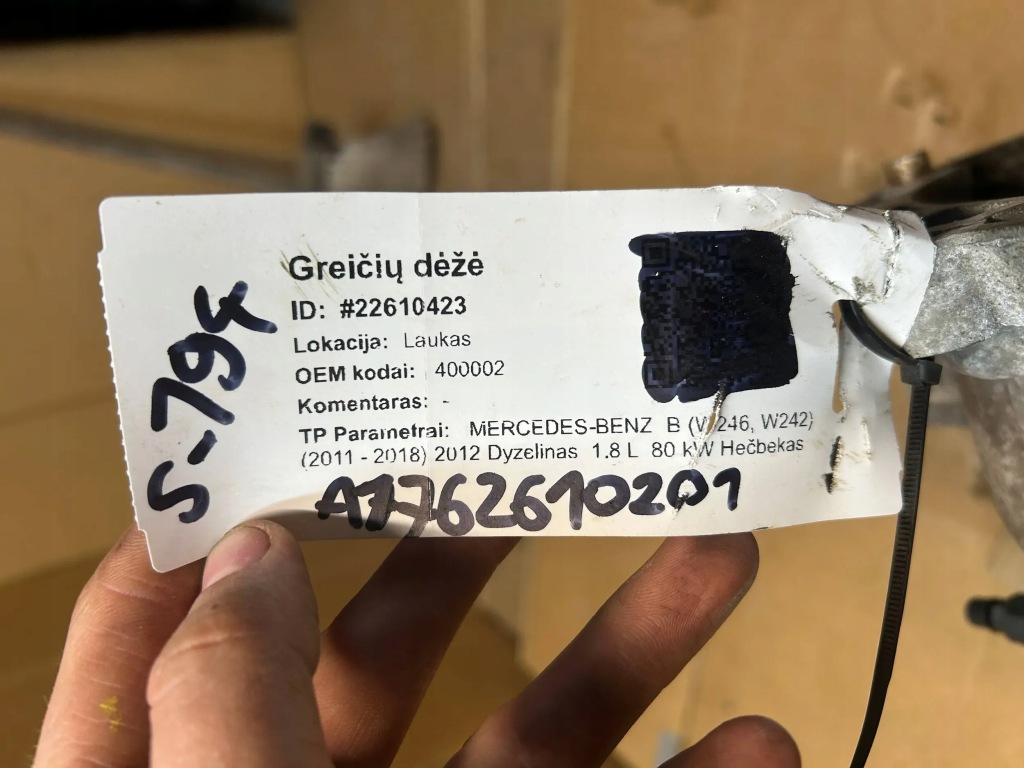 Greičių dėžė
ID: #22610423
Lokacija: Laukas
OEM kodai: 400002
Komentaras: -
TP Parametrai: MERCEDES-BENZ B (W246, W242)
(2011 - 2018) 2012 Dyzelinas 1.8 L 80 kW Hečbekas
A1762610201
S-794